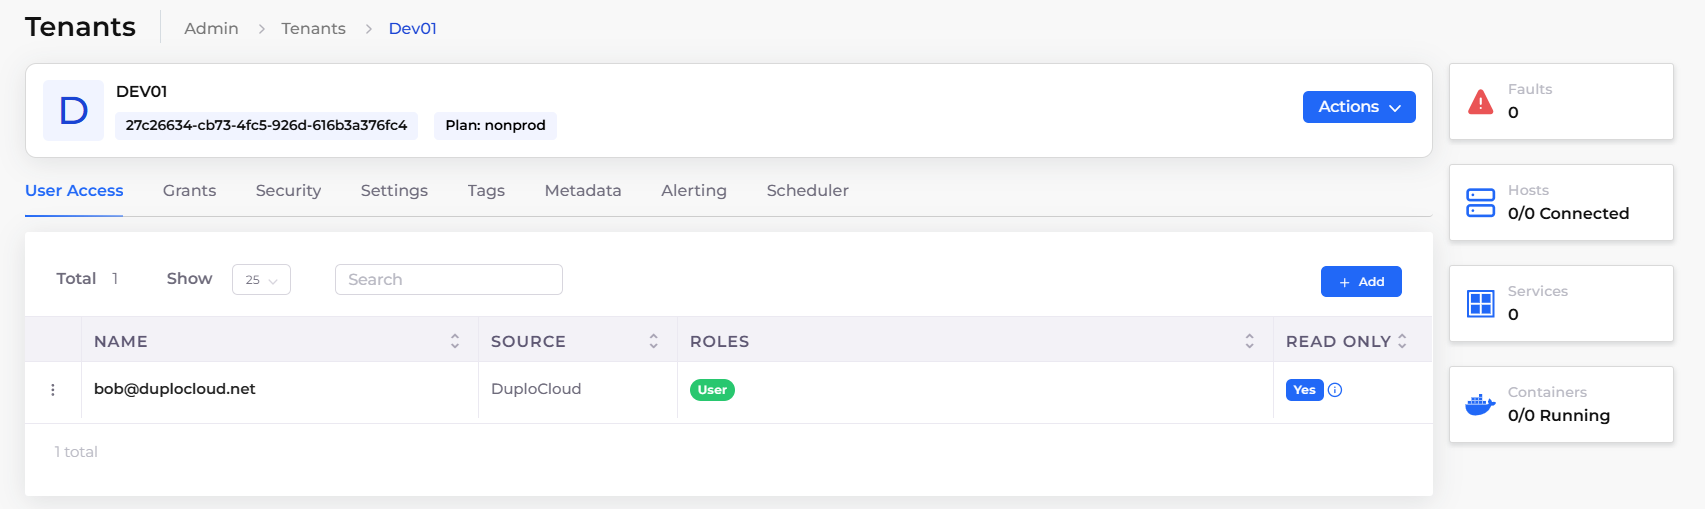 Tenants Admin > Tenants > Dev01
D
DEV01
27c26634-cb73-4fc5-926d-616b3a376fc4 Plan: nonprod
Actions
User Access Grants Security Settings Tags Metadata Alerting Scheduler
Total 1 Show 25 Search
+ Add
NAME SOURCE ROLES READ ONLY
bob@duplocloud.net DuploCloud User Yes
1 total
Faults
0
Hosts
0/0 Connected
Services
0
Containers
0/0 Running